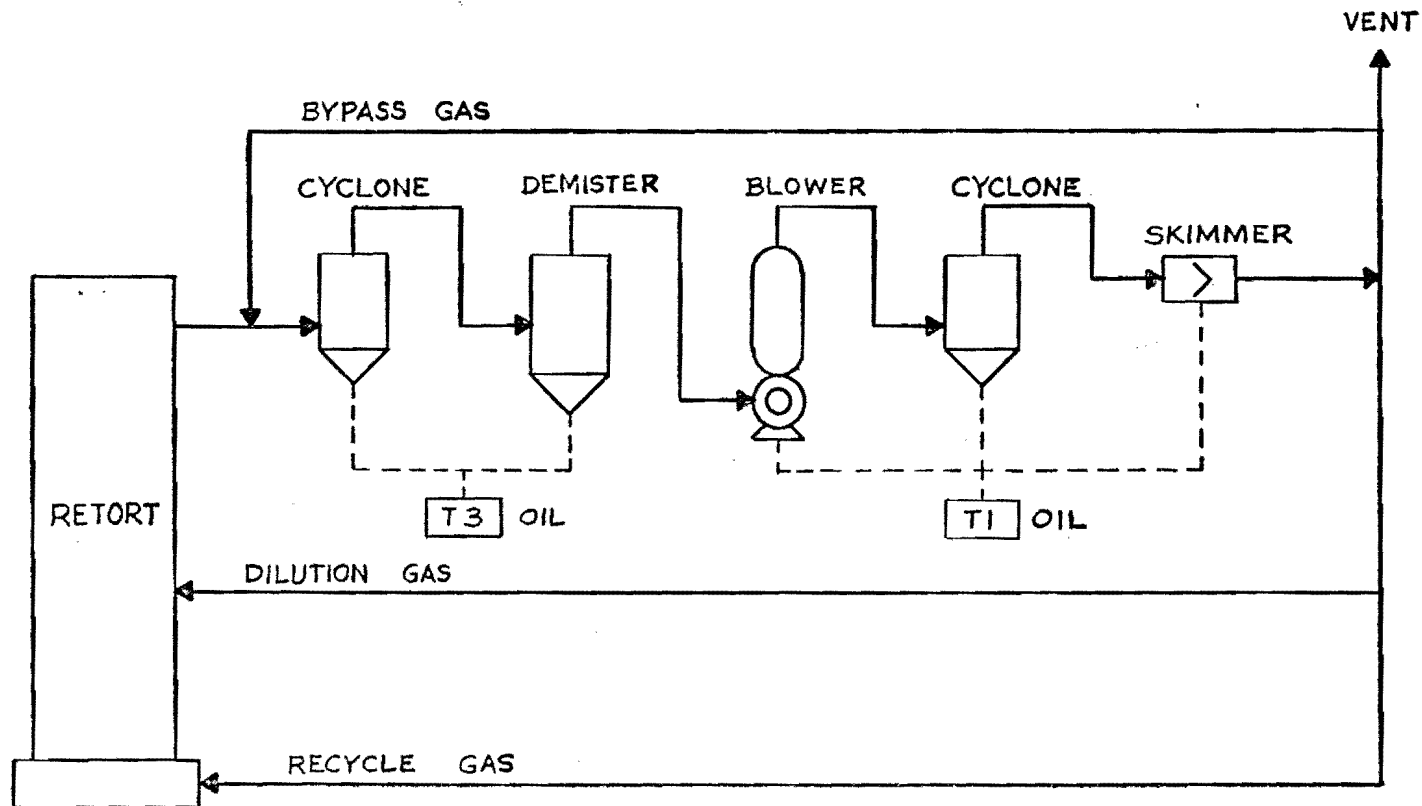 VENT
BYPASS GAS
CYCLONE
DEMISTER
BLOWER
CYCLONE
SKIMMER
RETORT
T3 OIL
T1 OIL
DILUTION GAS
RECYCLE GAS